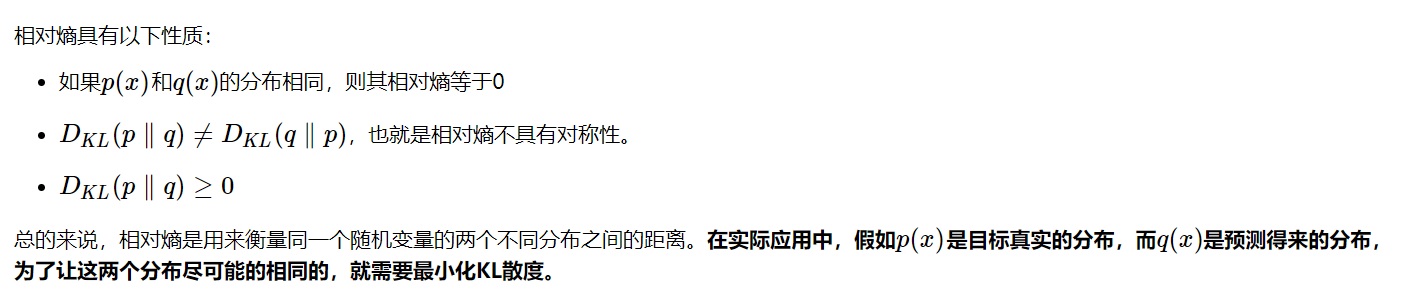 相对熵具有以下性质：
• 如果p(x)和q(x)的分布相同，则其相对熵等于0
• D_{KL}(p ∥ q) ≠ D_{KL}(q ∥ p)，也就是相对熵不具有对称性。
• D_{KL}(p ∥ q) ≥ 0
总的来说，相对熵是用来衡量同一个随机变量的两个不同分布之间的距离。在实际应用中，假如p(x)是目标真实的分布，而q(x)是预测得来的分布，
为了让这两个分布尽可能的相同的，就需要最小化KL散度。